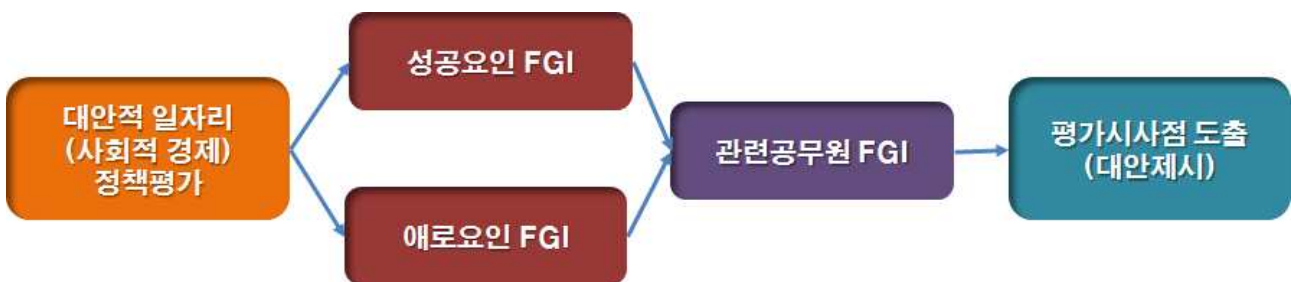 대안적 일자리
(사회적 경제)
정책평가
성공요인 FGI
애로요인 FGI
관련공무원 FGI
평가시사점 도출
(대안제시)